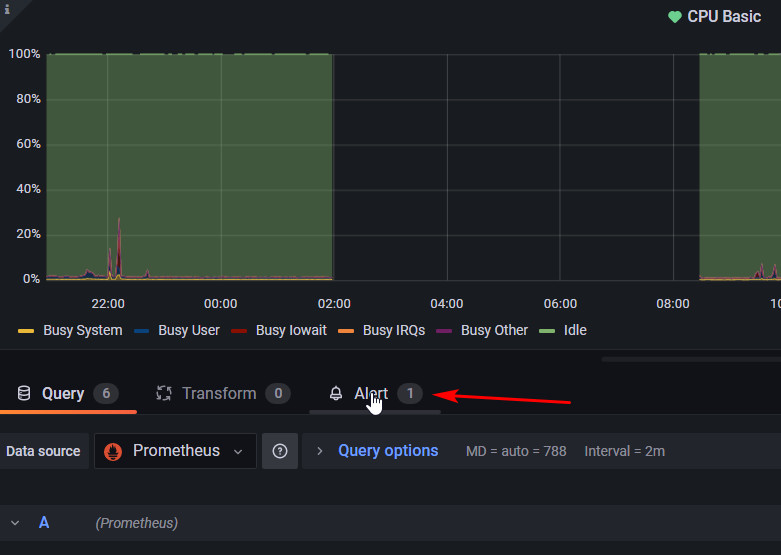 i
CPU Basic
100%
80%
60%
40%
20%
0%
22:00 00:00 02:00 04:00 06:00 08:00 10
Busy System Busy User Busy Iowait Busy IRQs Busy Other Idle
Query 6 Transform 0 Alert 1
Data source Prometheus ? > Query options MD = auto = 788 Interval = 2m
A (Prometheus)